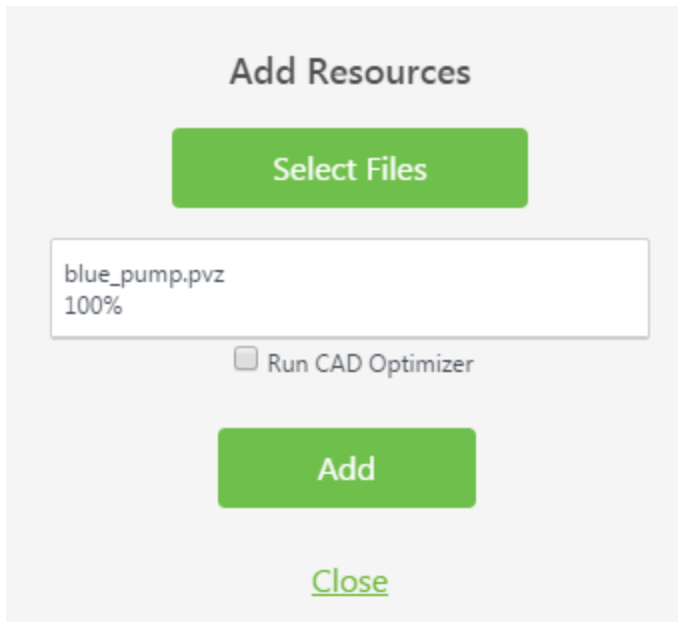 Add Resources
Select Files
blue_pump.pvz
100%
Run CAD Optimizer
Add
Close